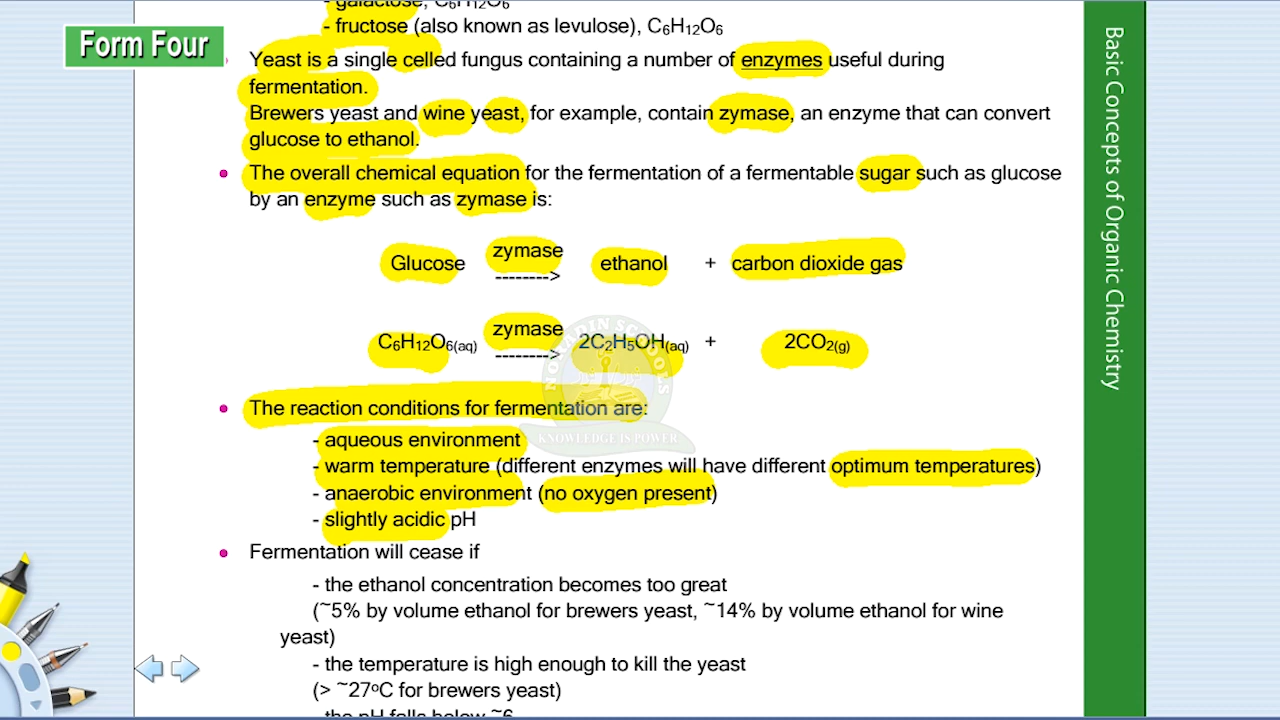 - galactose, C6H12O6
- fructose (also known as levulose), C6H12O6
Form Four
Yeast is a single celled fungus containing a number of enzymes useful during
fermentation.
Brewers yeast and wine yeast, for example, contain zymase, an enzyme that can convert
glucose to ethanol.
• The overall chemical equation for the fermentation of a fermentable sugar such as glucose
by an enzyme such as zymase is:
Glucose zymase --------> ethanol + carbon dioxide gas
C6H12O6(aq) zymase --------> 2C2H5OH(aq) + 2CO2(g)
• The reaction conditions for fermentation are:
- aqueous environment
- warm temperature (different enzymes will have different optimum temperatures)
- anaerobic environment (no oxygen present)
- slightly acidic pH
• Fermentation will cease if
- the ethanol concentration becomes too great
(~5% by volume ethanol for brewers yeast, ~14% by volume ethanol for wine
yeast)
- the temperature is high enough to kill the yeast
(> ~27ºC for brewers yeast)
- the pH falls below ~6
Basic Concepts of Organic Chemistry
KNOWLEDGE IS POWER